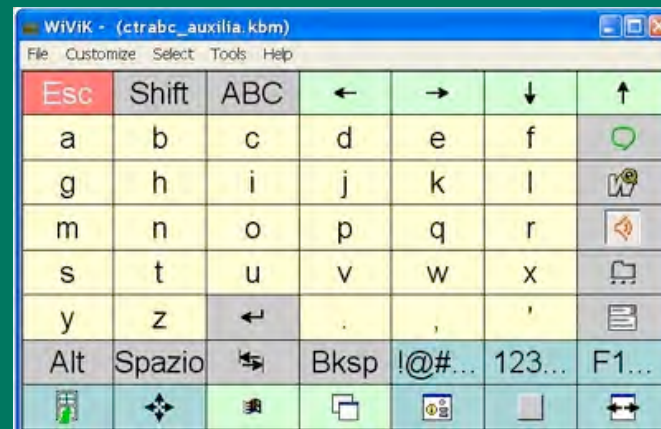 WiViK - (ctrabc_auxilia.kbm)
File Customize Select Tools Help
Esc Shift ABC ← → ↓ ↑
a b c d e f
g h i j k l
m n o p q r
s t u v w x
y z ↵ . , '
Alt Spazio ↹ Bksp !@#... 123... F1...